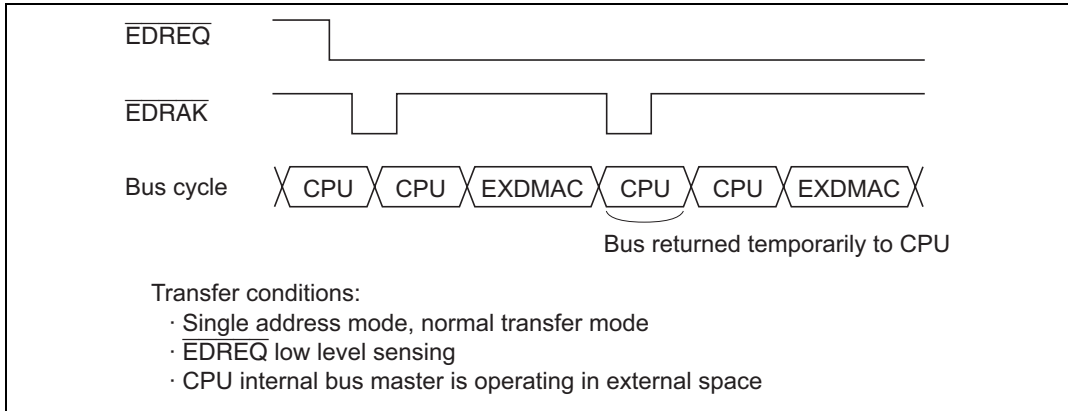 EDREQ
EDRAK
Bus cycle CPU CPU EXDMAC CPU CPU EXDMAC
Bus returned temporarily to CPU
Transfer conditions:
· Single address mode, normal transfer mode
· EDREQ low level sensing
· CPU internal bus master is operating in external space